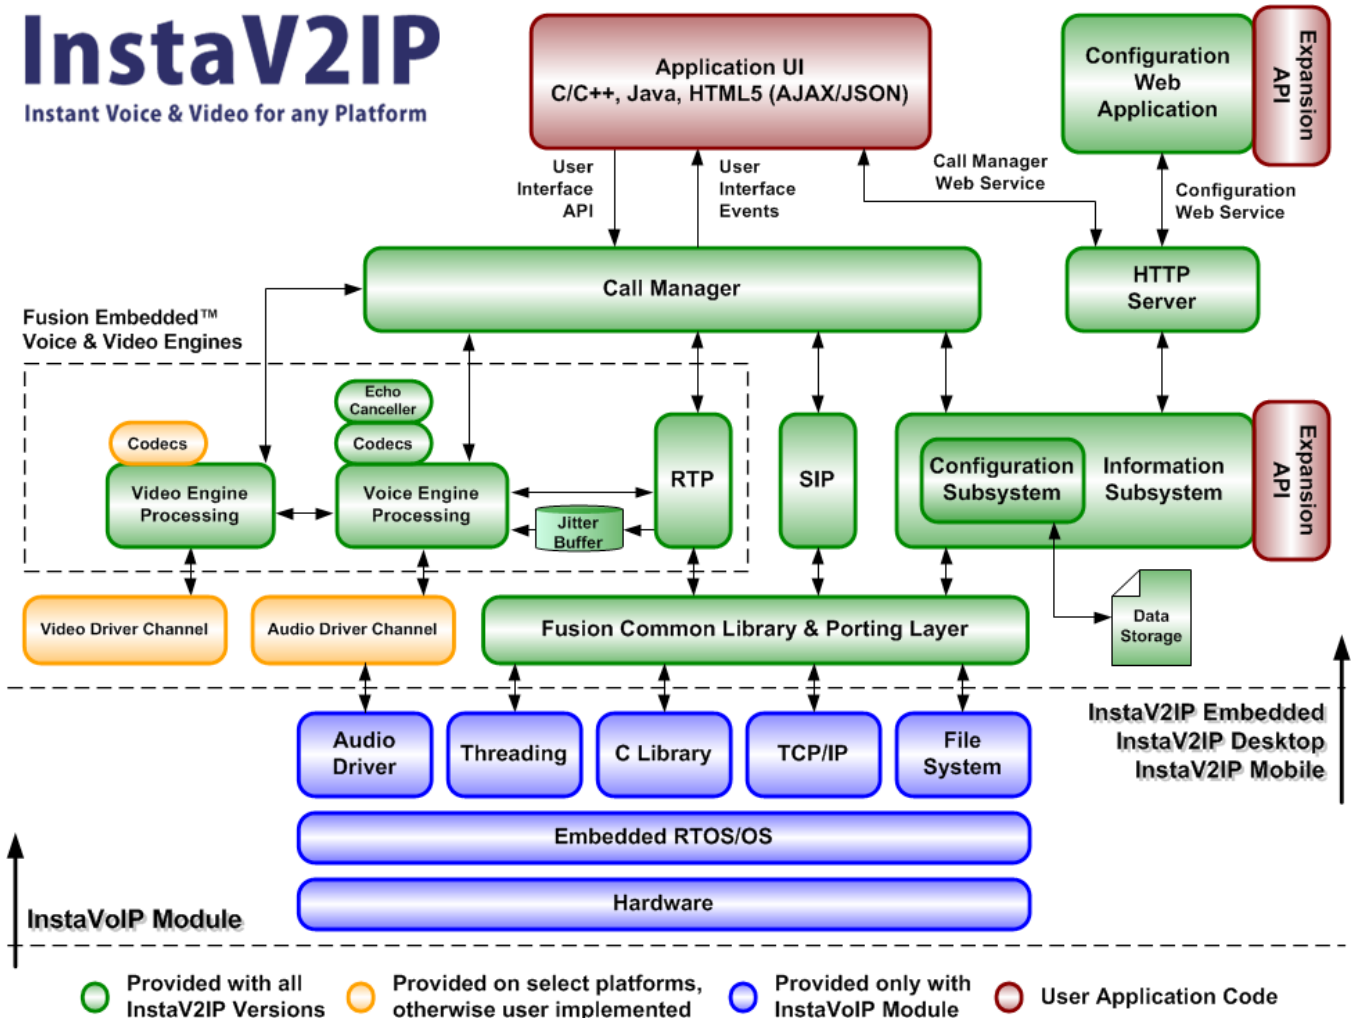 InstaV2IP
Instant Voice & Video for any Platform
Application UI
C/C++, Java, HTML5 (AJAX/JSON)
Configuration
Web
Application
Expansion
API
User
Interface
API
User
Interface
Events
Call Manager
Web Service
Configuration
Web Service
Call Manager
HTTP
Server
Fusion Embedded™
Voice & Video Engines
Echo
Canceller
Codecs
Codecs
Video Engine
Processing
Voice Engine
Processing
Jitter
Buffer
RTP
SIP
Configuration
Subsystem
Information
Subsystem
Expansion
API
Video Driver Channel
Audio Driver Channel
Fusion Common Library & Porting Layer
Data
Storage
InstaV2IP Embedded
InstaV2IP Desktop
InstaV2IP Mobile
Audio
Driver
Threading
C Library
TCP/IP
File
System
Embedded RTOS/OS
Hardware
InstaVoIP Module
Provided with all
InstaV2IP Versions
Provided on select platforms,
otherwise user implemented
Provided only with
InstaVoIP Module
User Application Code